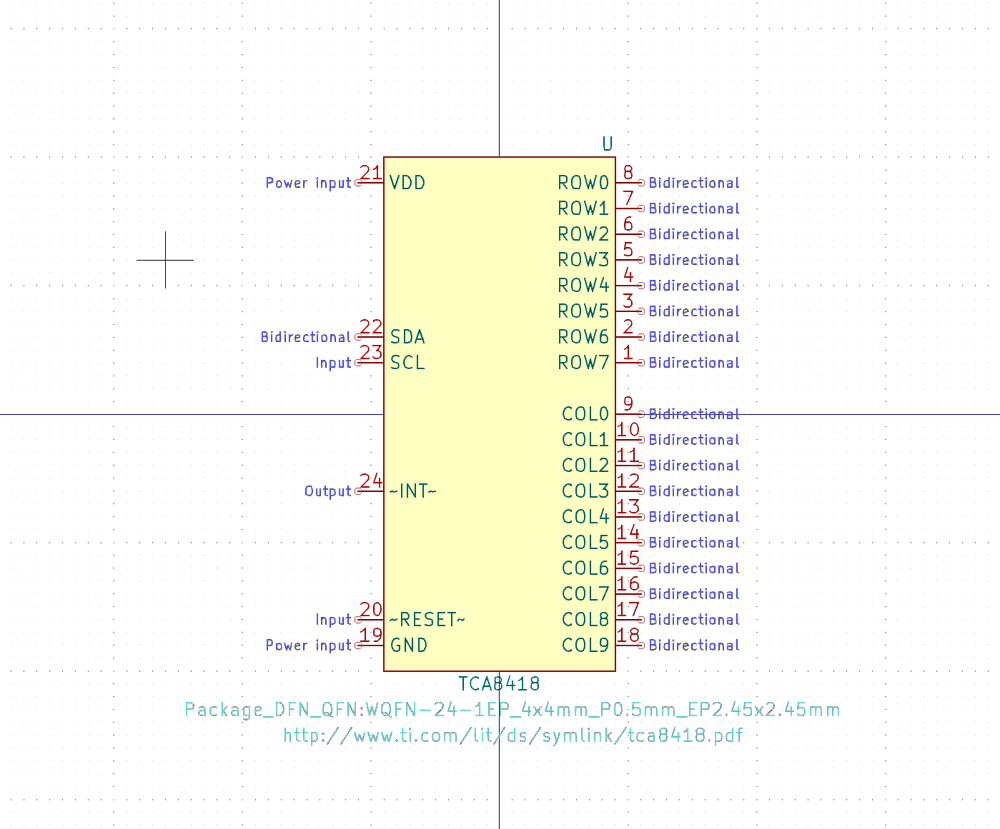 U
Power input 21 VDD ROW0 8 Bidirectional
ROW1 7 Bidirectional
ROW2 6 Bidirectional
ROW3 5 Bidirectional
ROW4 4 Bidirectional
ROW5 3 Bidirectional
Bidirectional 22 SDA ROW6 2 Bidirectional
Input 23 SCL ROW7 1 Bidirectional
COL0 9 Bidirectional
COL1 10 Bidirectional
COL2 11 Bidirectional
Output 24 ~INT~ COL3 12 Bidirectional
COL4 13 Bidirectional
COL5 14 Bidirectional
COL6 15 Bidirectional
COL7 16 Bidirectional
Input 20 ~RESET~ COL8 17 Bidirectional
Power input 19 GND COL9 18 Bidirectional
TCA8418
Package_DFN_QFN:WQFN-24-1EP_4x4mm_P0.5mm_EP2.45x2.45mm
http://www.ti.com/lit/ds/symlink/tca8418.pdf